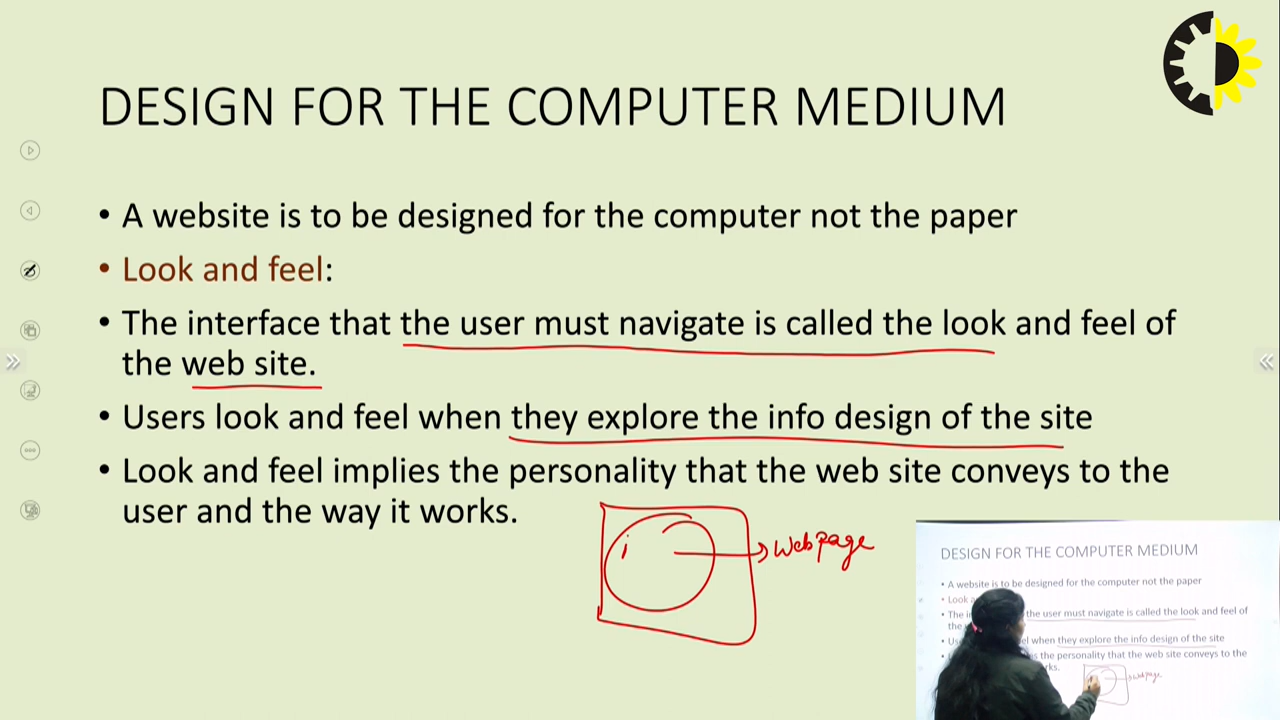 DESIGN FOR THE COMPUTER MEDIUM
• A website is to be designed for the computer not the paper
• Look and feel:
• The interface that the user must navigate is called the look and feel of
the web site.
• Users look and feel when they explore the info design of the site
• Look and feel implies the personality that the web site conveys to the
user and the way it works.
i
Webpage
DESIGN FOR THE COMPUTER MEDIUM
• A website is to be designed for the computer not the paper
• Look
the user must navigate is called the look and feel of
when they explore the info design of the site
the personality that the web site conveys to the
Webpage